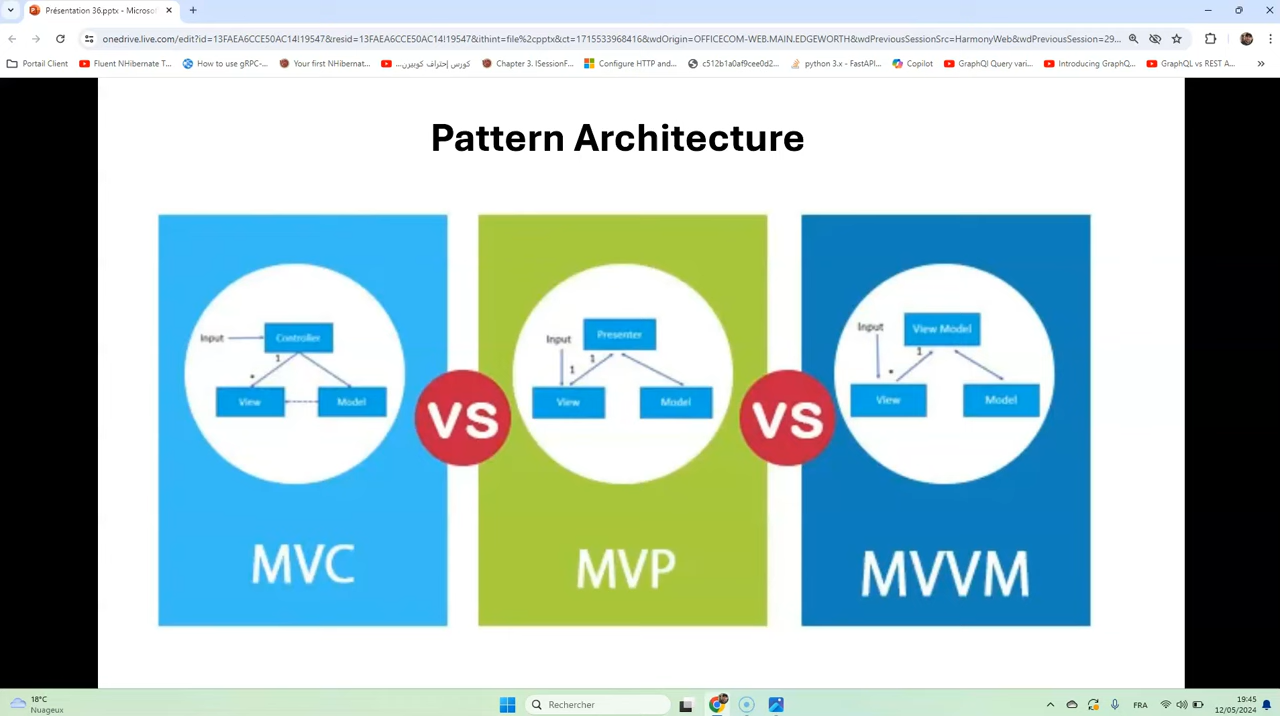 Présentation 36.pptx - Microsof
onedrive.live.com/edit?id=13FAEA6CCE50AC14!19547&resid=13FAEA6CCE50AC14!19547&ithint=file%2cpptx&ct=1715533968416&wdOrigin=OFFICECOM-WEB.MAIN.EDGEWORTH&wdPreviousSessionSrc=HarmonyWeb&wdPreviousSession=29...
Portail Client
Fluent NHibernate T...
How to use gRPC-...
Your first NHibernat...
كورس إحتراف كويبرن...
Chapter 3. ISessionF...
Configure HTTP and...
c512b1a0af9cee0d2...
python 3.x - FastAPI...
Copilot
GraphQl Query vari...
Introducing GraphQ...
GraphQL vs REST A...
Pattern Architecture
Input
Controller
1
*
View
Model
MVC
VS
Input
Presenter
1
1
View
Model
MVP
VS
Input
View Model
1
*
View
Model
MVVM
18°C
Nuageux
Rechercher
FRA
19:45
12/05/2024